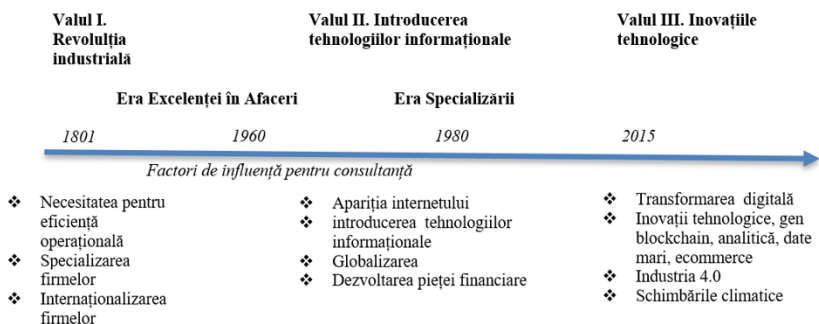 Valul I.
Revoluția
industrială
Valul II. Introducerea
tehnologiilor informaționale
Valul III. Inovațiile
tehnologice
Era Excelenței în Afaceri
Era Specializării
1801
1960
1980
2015
Factori de influență pentru consultanță
❖ Necesitatea pentru
eficiență
operațională
❖ Specializarea
firmelor
❖ Internaționalizarea
firmelor
❖ Apariția internetului
❖ introducerea tehnologiilor
informaționale
❖ Globalizarea
❖ Dezvoltarea pieței financiare
❖ Transformarea digitală
❖ Inovații tehnologice, gen
blockchain, analitică, date
mari, ecommerce
❖ Industria 4.0
❖ Schimbările climatice